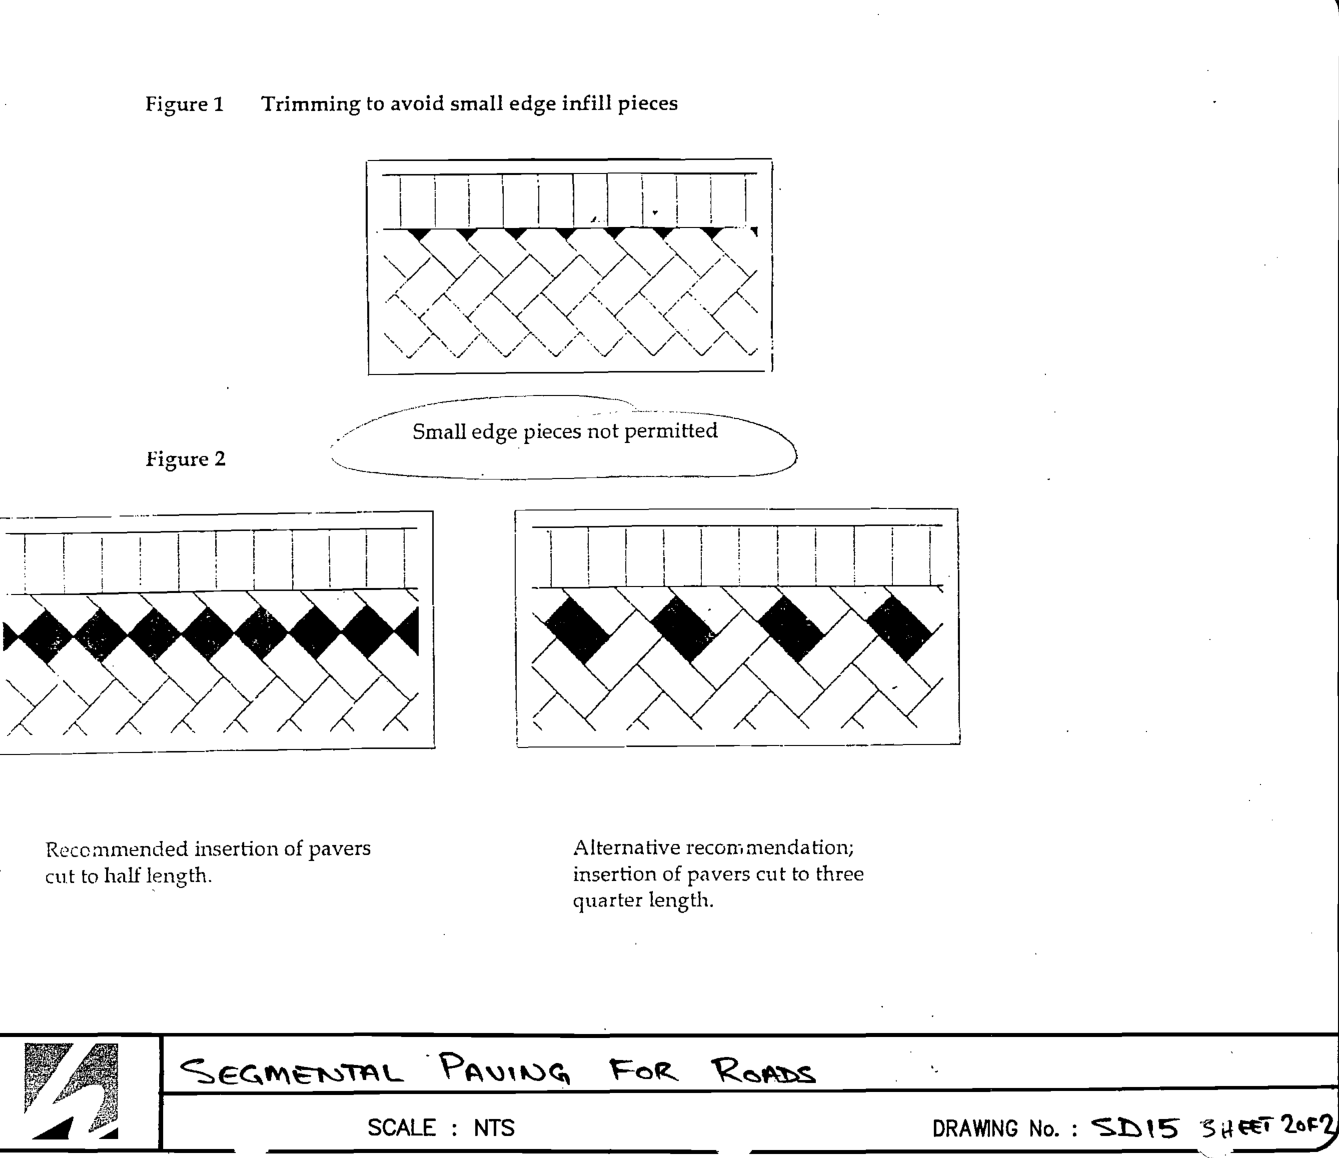 Figure 1 Trimming to avoid small edge infill pieces
Small edge pieces not permitted
Figure 2
Recommended insertion of pavers
cut to half length.
Alternative recommendation;
insertion of pavers cut to three
quarter length.
SEGMENTAL PAVING FOR ROADS
SCALE : NTS
DRAWING No. : SD15 SHEET 2 OF 2